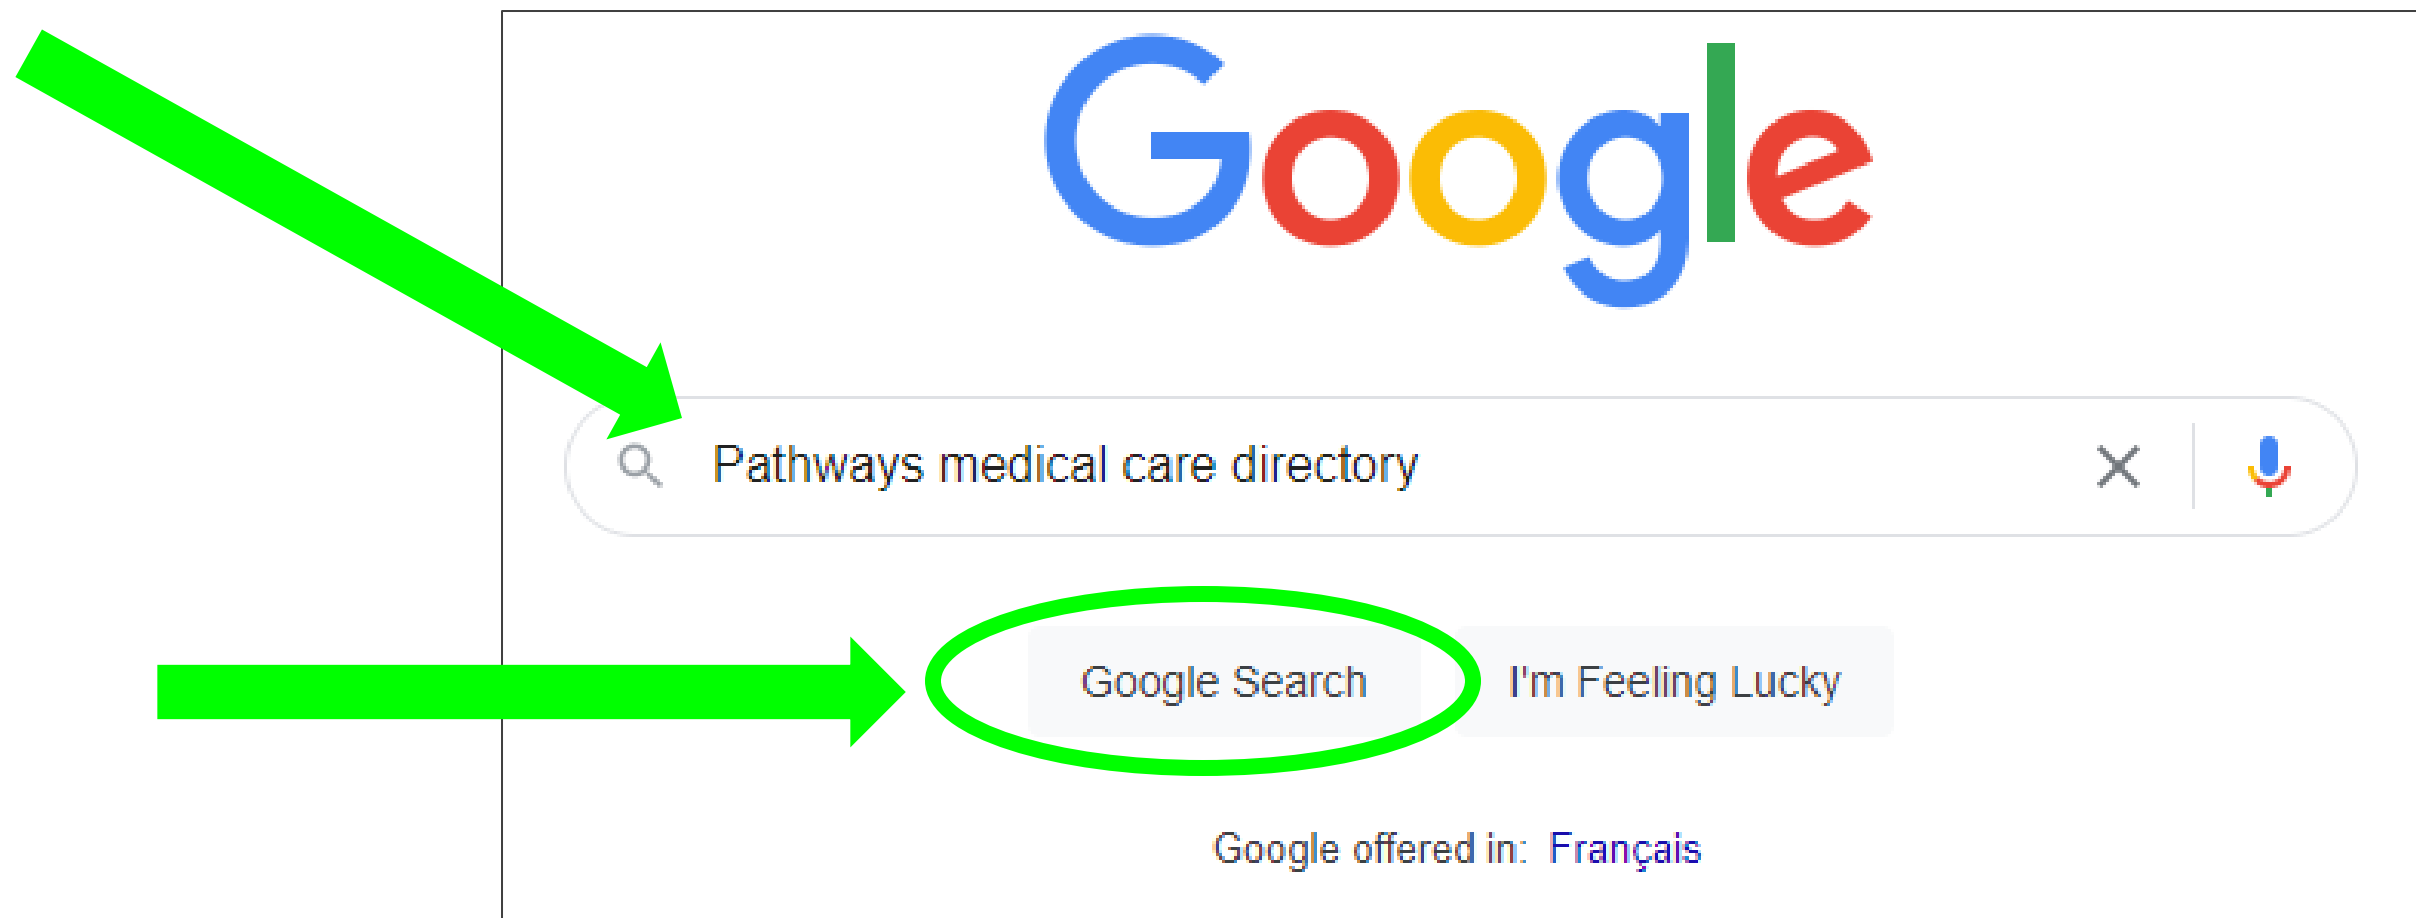 Google
Pathways medical care directory
Google Search I'm Feeling Lucky
Google offered in: Français